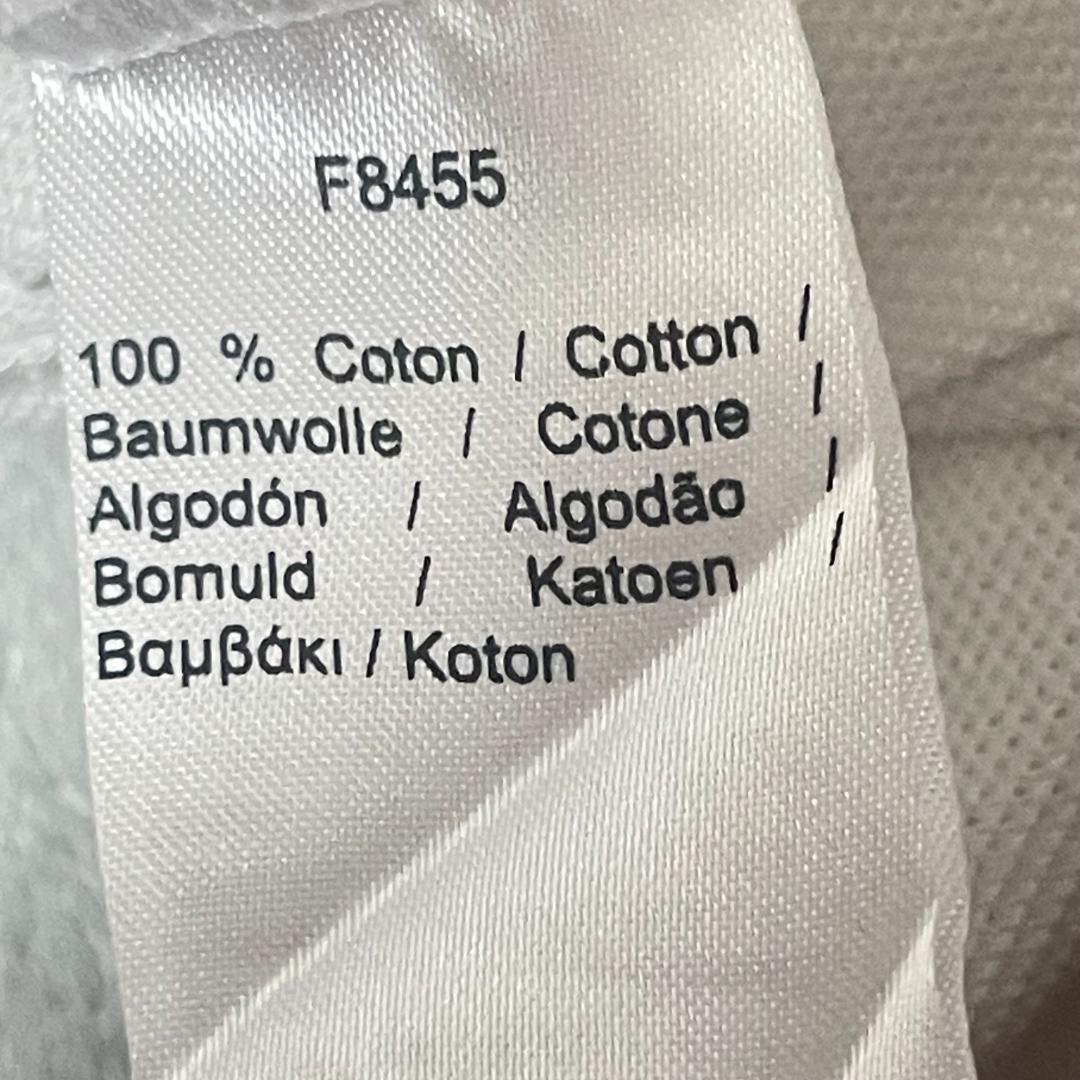 F8455
100 % Coton / Cotton /
Baumwolle / Cotone /
Algodón / Algodão /
Bomuld / Katoen /
Βαμβάκι / Koton